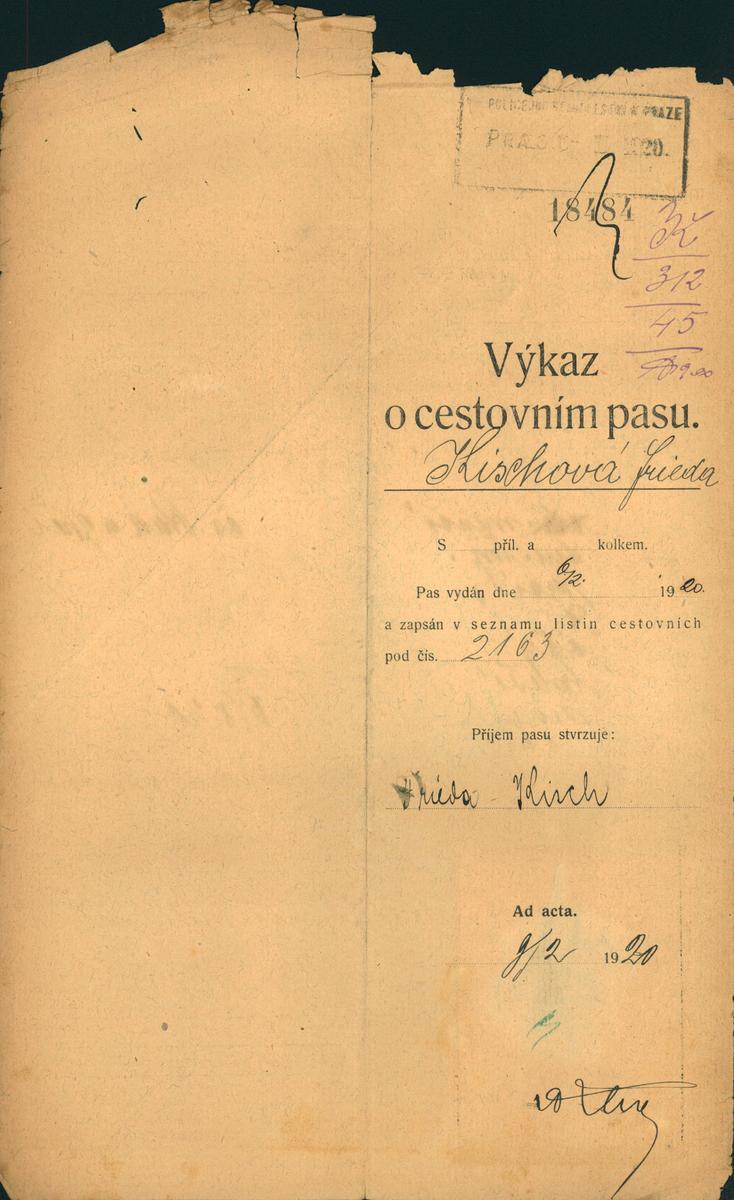 POLICEJNÍ ŘEDITELSTVÍ V PRAZE
1920.
18484
K
312
45
Výkaz
o cestovním pasu.
Kischová Frieda
S příl. a kolkem.
Pas vydán dne 6/2. 1920.
a zapsán v seznamu listin cestovních
pod čís. 2163
Příjem pasu stvrzuje:
Frieda Kisch
Ad acta.
9/2 1920